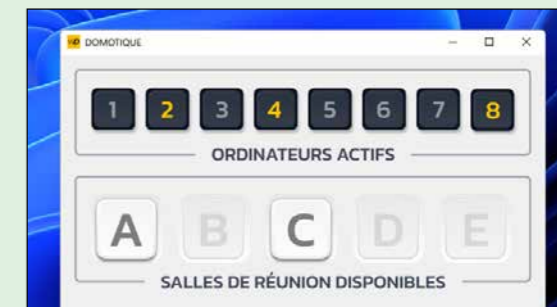 DOMOTIQUE
1 2 3 4 5 6 7 8
ORDINATEURS ACTIFS
A B C D E
SALLES DE RÉUNION DISPONIBLES